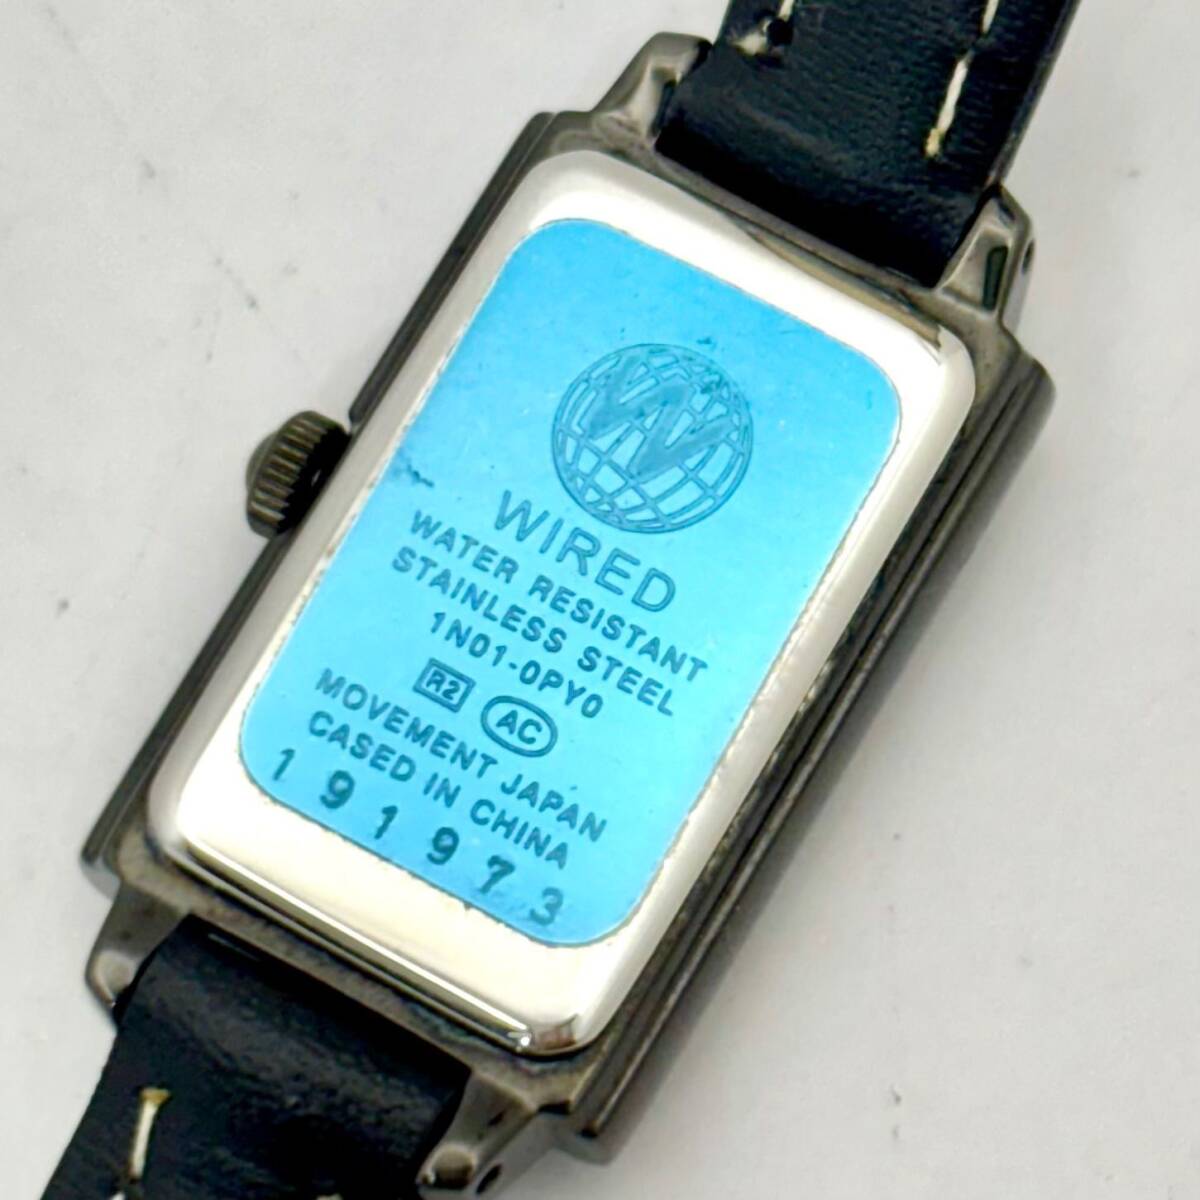 W
WIRED
WATER RESISTANT
STAINLESS STEEL
1N01-0PY0
R2 AC
MOVEMENT JAPAN
CASED IN CHINA
191973